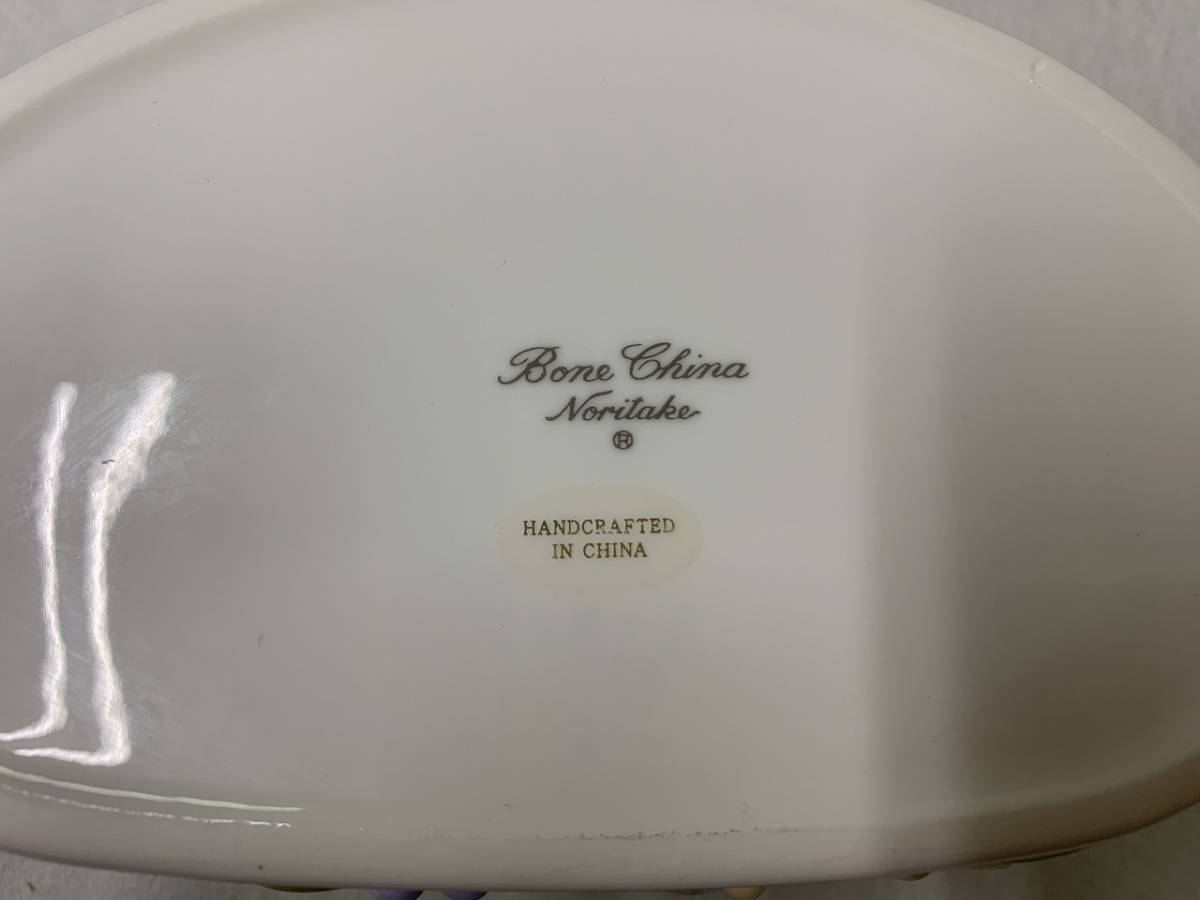 Bone China
Noritake
®
HANDCRAFTED
IN CHINA